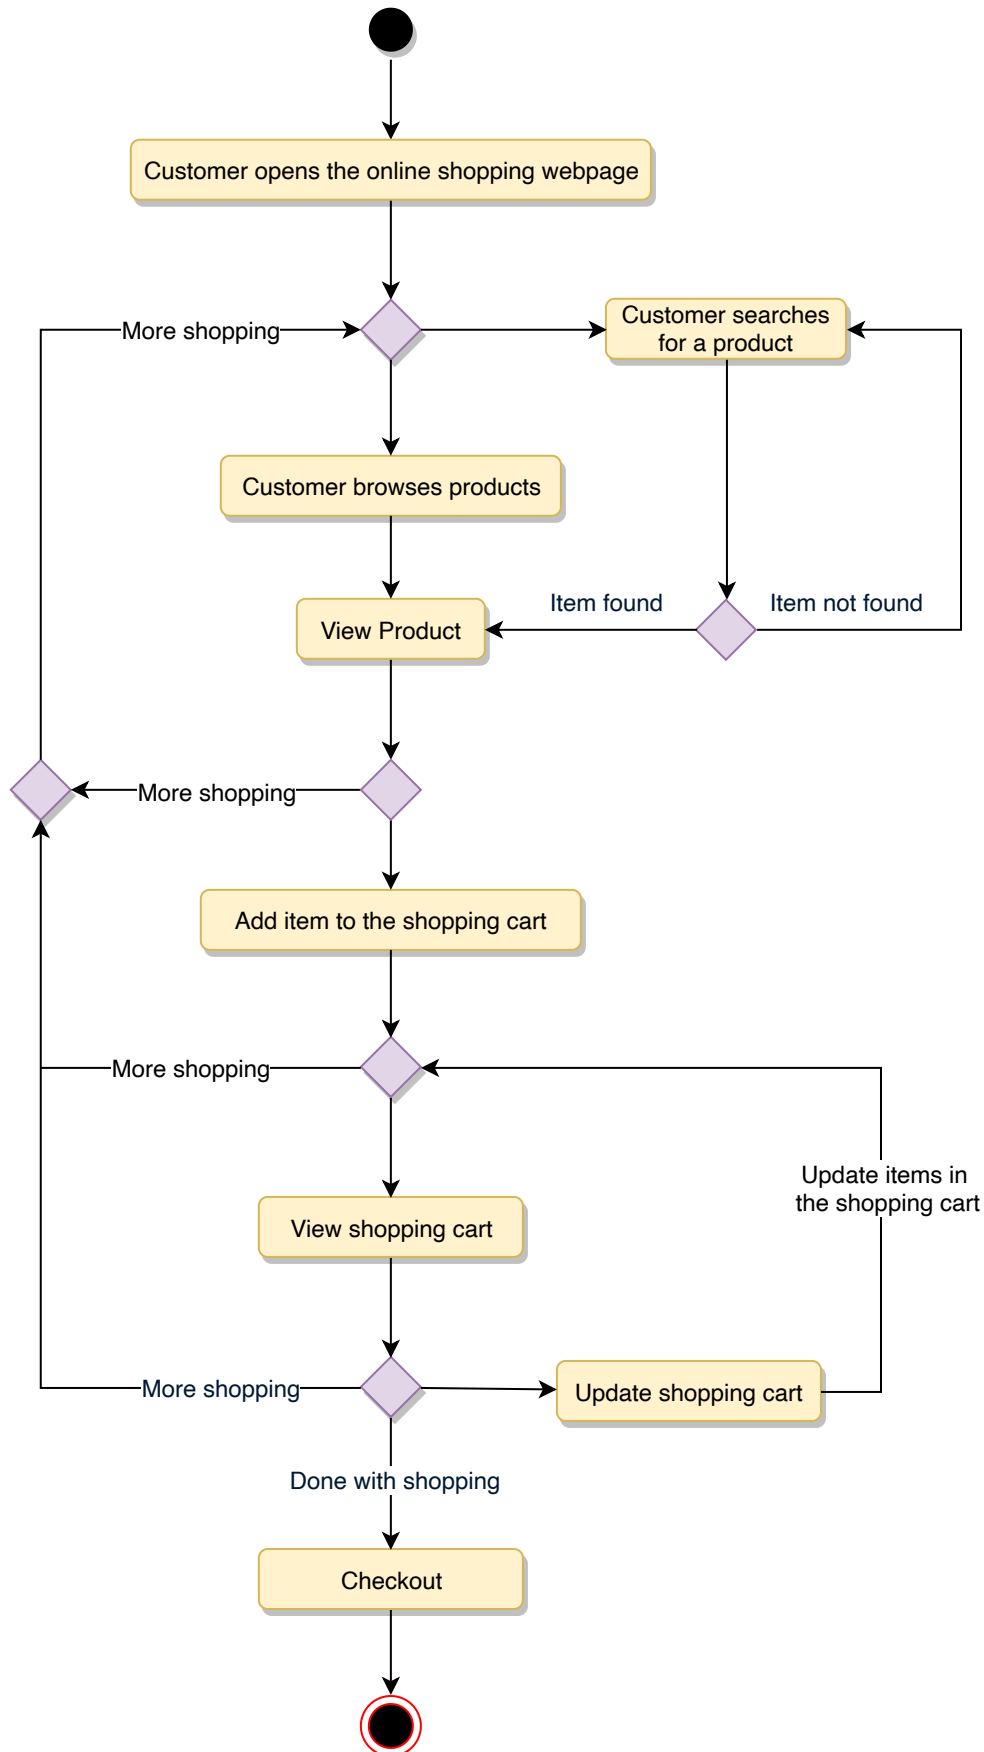 Customer opens the online shopping webpage
More shopping
Customer searches
for a product
Customer browses products
Item found
Item not found
View Product
More shopping
Add item to the shopping cart
More shopping
Update items in
the shopping cart
View shopping cart
More shopping
Update shopping cart
Done with shopping
Checkout